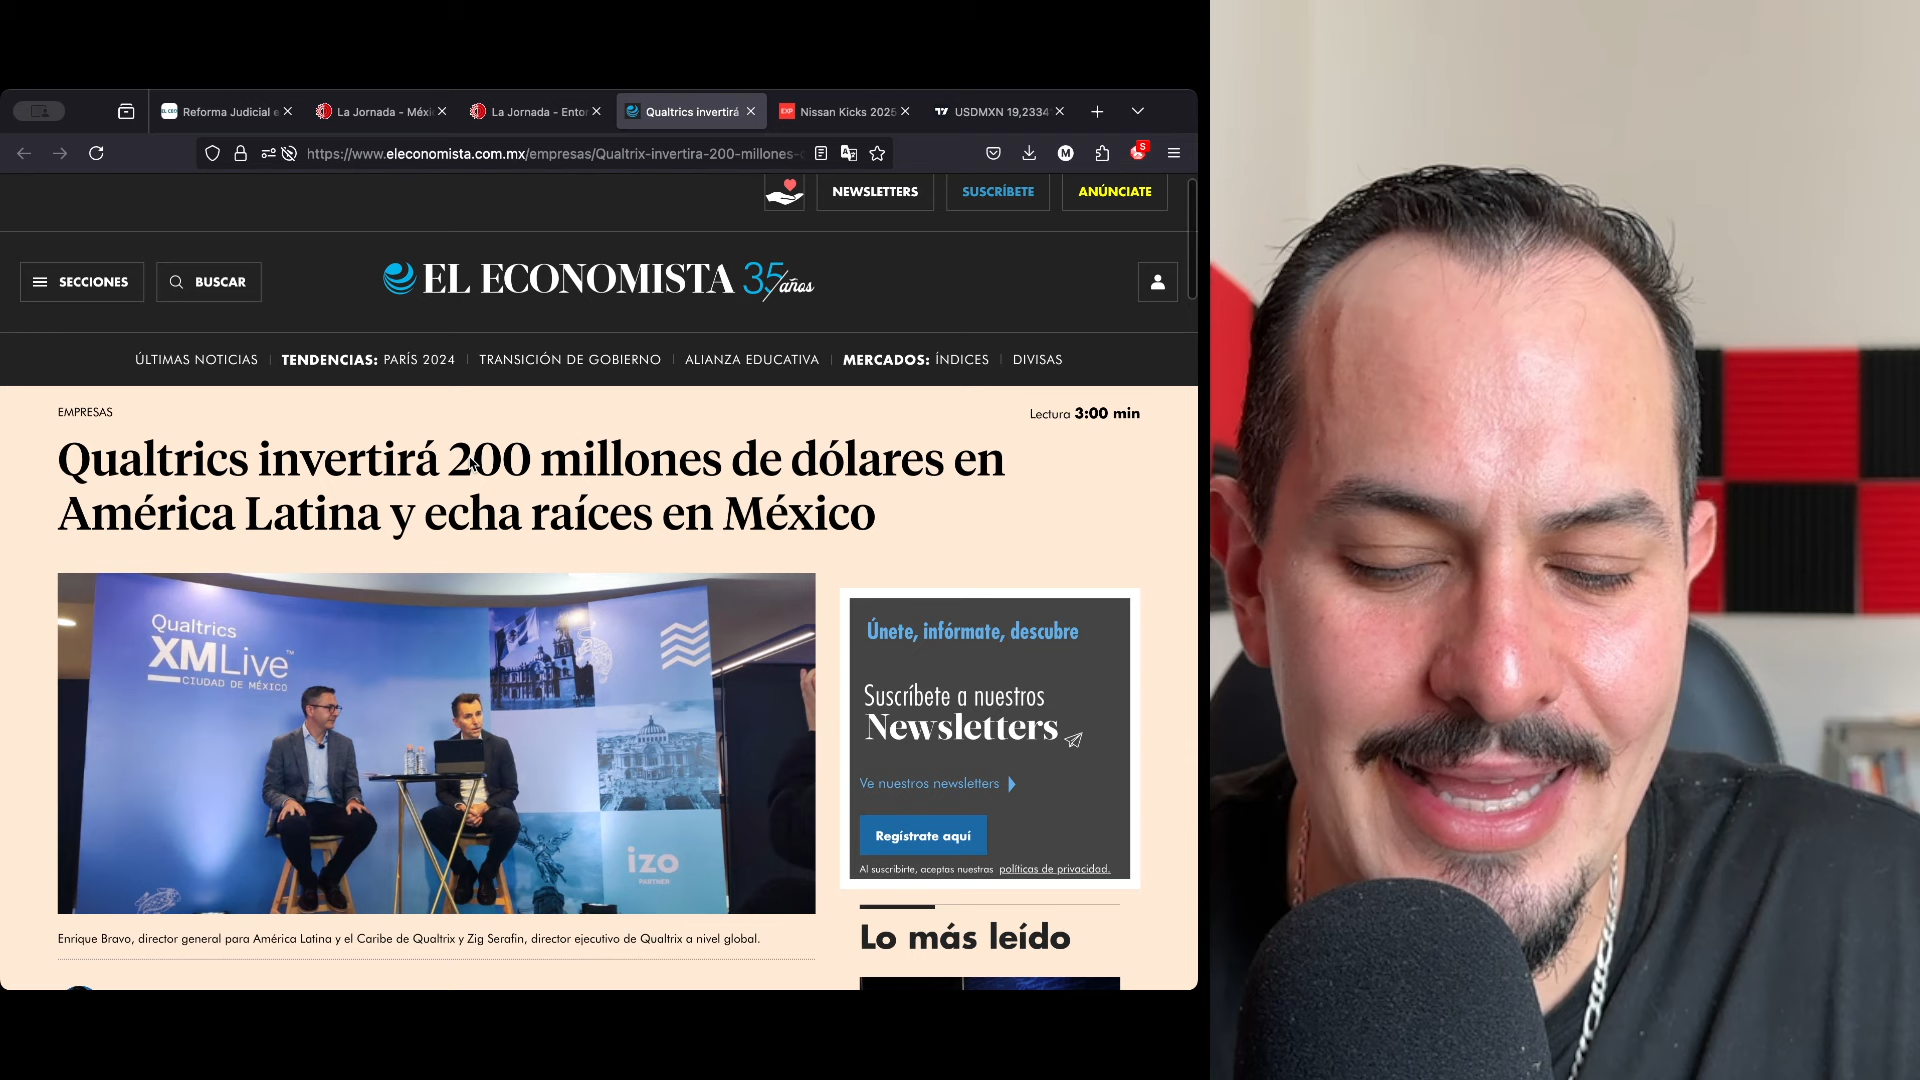 Reforma Judicial e
La Jornada - Méxi
La Jornada - Entor
Qualtrics invertirá
EXP
Nissan Kicks 2025
USDMXN 19,2334
https://www.eleconomista.com.mx/empresas/Qualtrix-invertira-200-millones-
M
S
NEWSLETTERS
SUSCRÍBETE
ANÚNCIATE
SECCIONES
BUSCAR
EL ECONOMISTA 35/años
ÚLTIMAS NOTICIAS
TENDENCIAS: PARÍS 2024
TRANSICIÓN DE GOBIERNO
ALIANZA EDUCATIVA
MERCADOS: ÍNDICES
DIVISAS
EMPRESAS
Lectura 3:00 min
Qualtrics invertirá 200 millones de dólares en
América Latina y echa raíces en México
Qualtrics
XMLive™
CIUDAD DE MÉXICO
izo
PARTNER
Enrique Bravo, director general para América Latina y el Caribe de Qualtrix y Zig Serafin, director ejecutivo de Qualtrix a nivel global.
Únete, infórmate, descubre
Suscríbete a nuestros
Newsletters
Ve nuestros newsletters
Regístrate aquí
Al suscribirte, aceptas nuestras políticas de privacidad.
Lo más leído